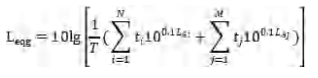 L_eqg = 10lg[1/T(∑_{i=1}^{N} t_i 10^{0.1L_{Ai}} + ∑_{j=1}^{M} t_j 10^{0.1L_{Aj}})]